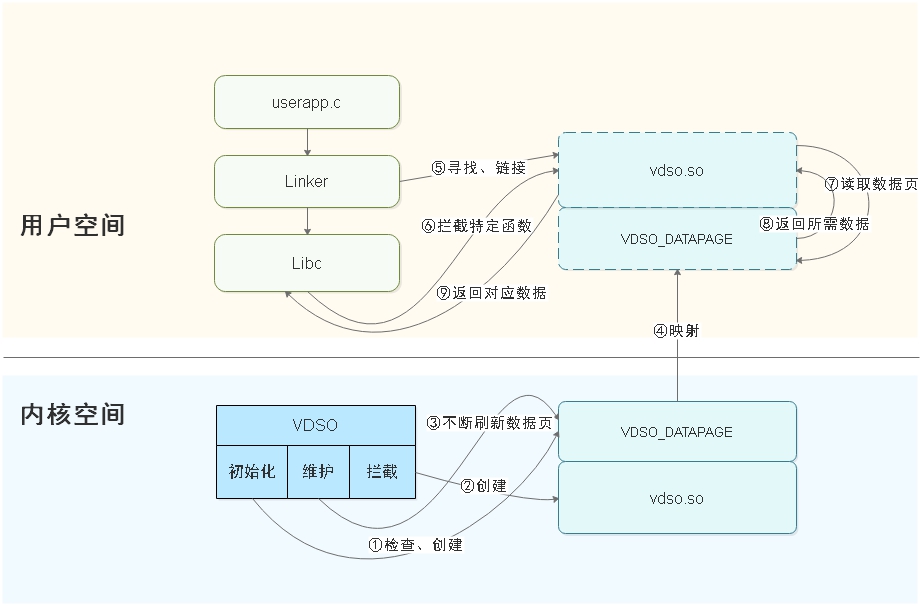 userapp.c
Linker
Libc
用户空间
⑤寻找、链接
⑥拦截特定函数
⑨返回对应数据
vdso.so
VDSO_DATAPAGE
⑦读取数据页
⑧返回所需数据
④映射
内核空间
VDSO
初始化
维护
拦截
③不断刷新数据页
②创建
①检查、创建
VDSO_DATAPAGE
vdso.so